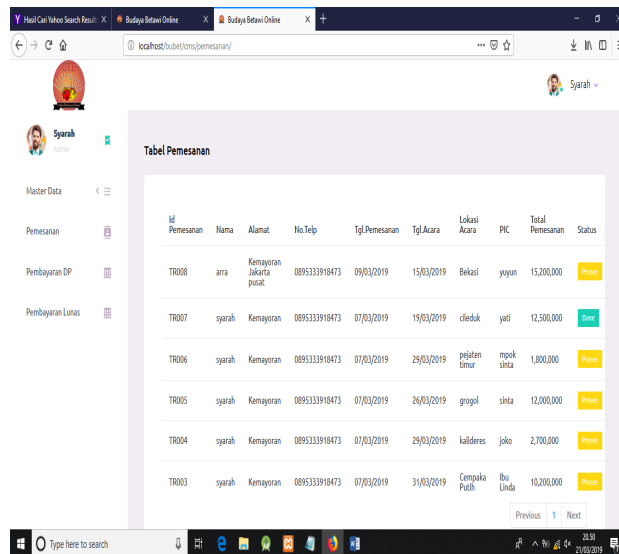 Hasil Cari Yahoo Search Result
Budaya Betawi Online
Budaya Betawi Online
localhost/bubet/cms/pemesanan/
Syarah
Syarah
Admin
Master Data
Pemesanan
Pembayaran DP
Pembayaran Lunas
Tabel Pemesanan
Id Pemesanan Nama Alamat No.Telp Tgl.Pemesanan Tgl.Acara Lokasi Acara PIC Total Pemesanan Status
TR008 arra Kemayoran Jakarta pusat 0895333918473 09/03/2019 15/03/2019 Bekasi yuyun 15,200,000 Proses
TR007 syarah Kemayoran 0895333918473 07/03/2019 19/03/2019 cileduk yati 12,500,000 Done
TR006 syarah Kemayoran 0895333918473 07/03/2019 29/03/2019 pejaten timur mpok sinta 1,800,000 Proses
TR005 syarah Kemayoran 0895333918473 07/03/2019 26/03/2019 grogol sinta 12,000,000 Proses
TR004 syarah Kemayoran 0895333918473 07/03/2019 29/03/2019 kalideres joko 2,700,000 Proses
TR003 syarah Kemayoran 0895333918473 07/03/2019 31/03/2019 Cempaka Putih Ibu Linda 10,200,000 Proses
Previous 1 Next
Type here to search
20.50
21/03/2019